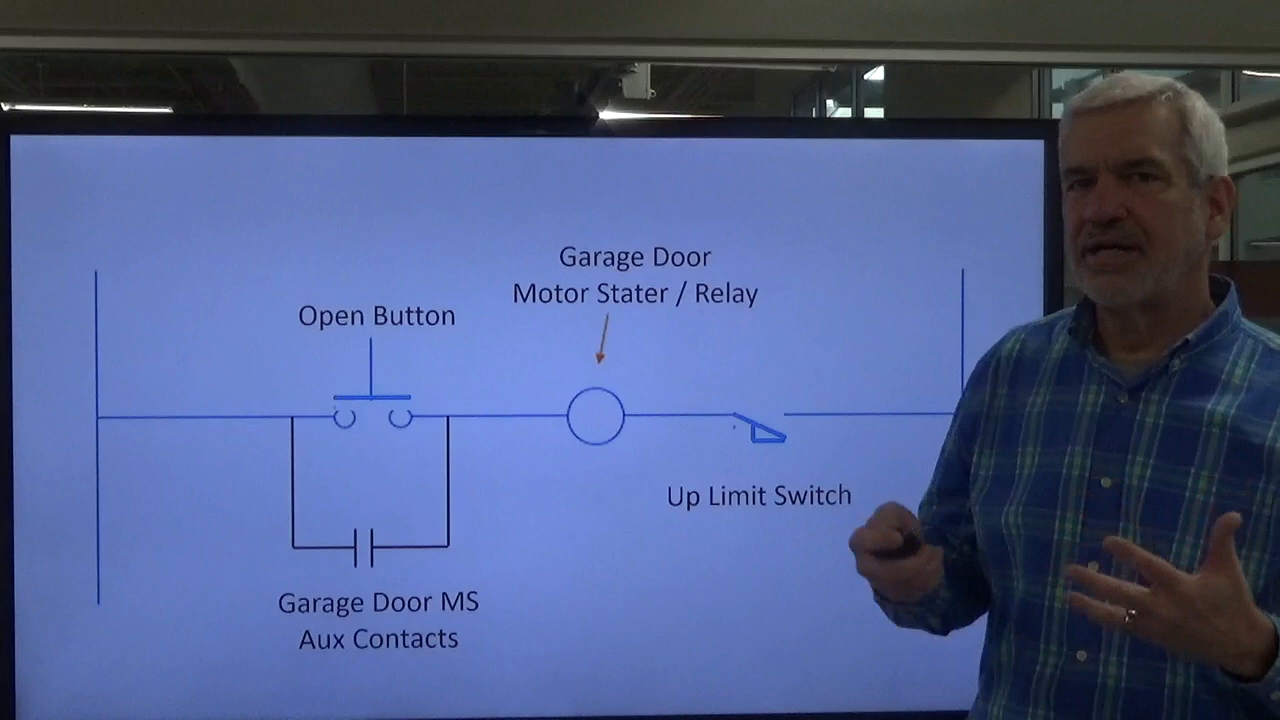 Garage Door
Motor Stater / Relay
Open Button
Up Limit Switch
Garage Door MS
Aux Contacts